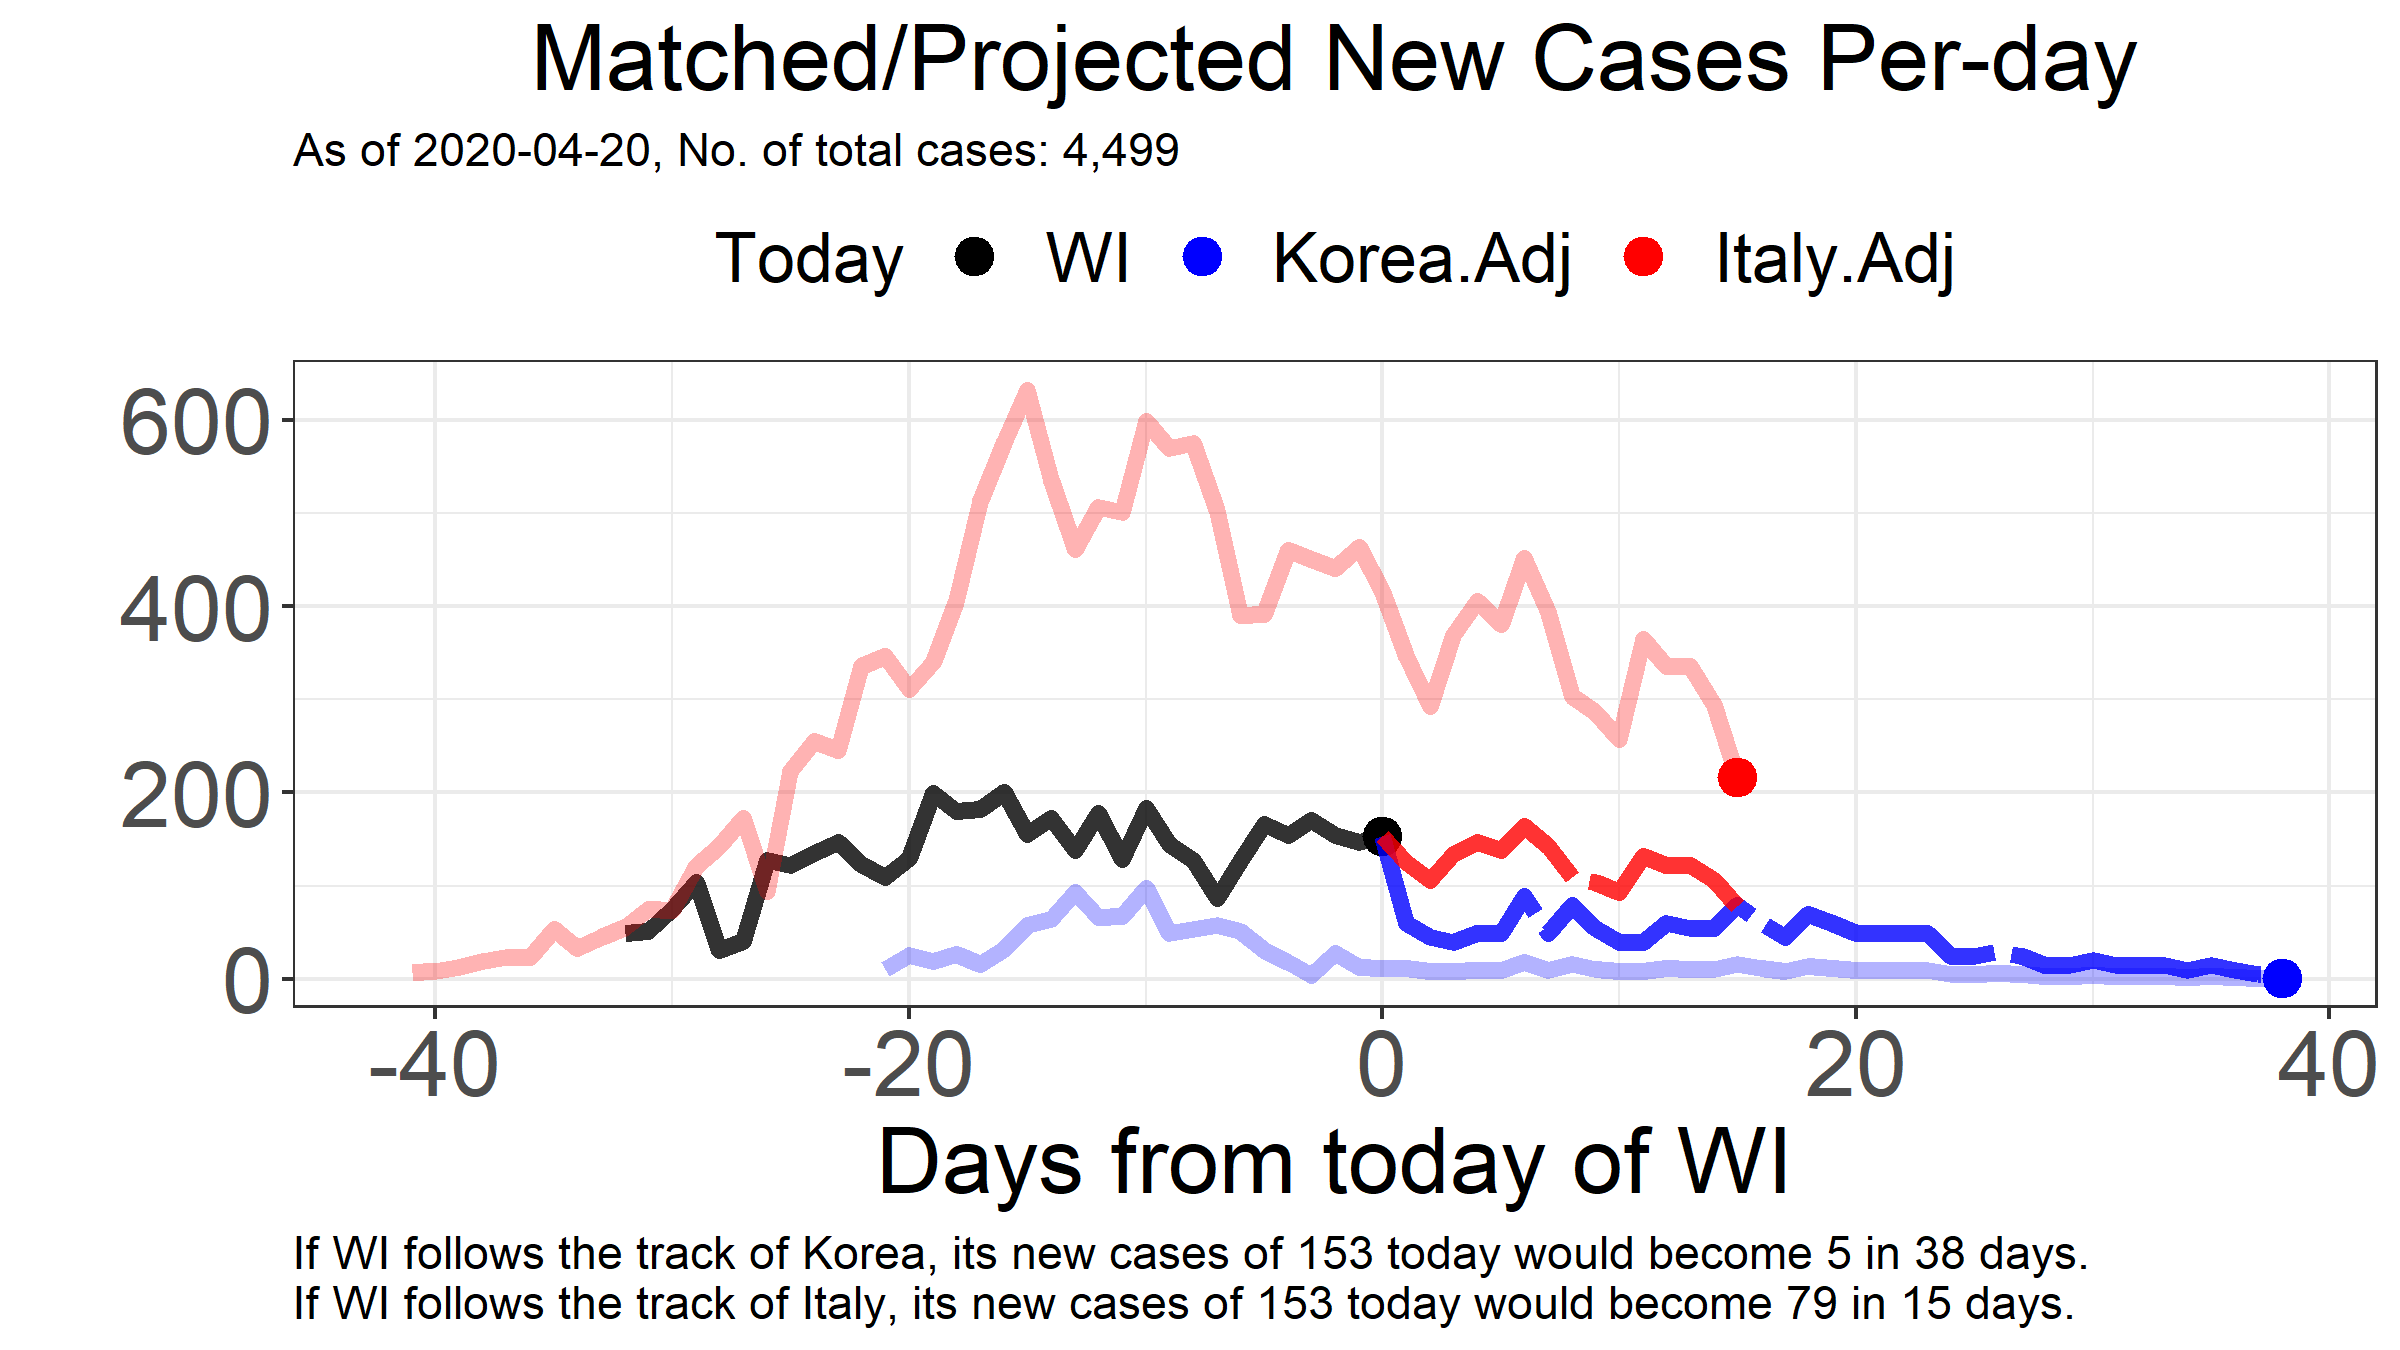 Matched/Projected New Cases Per-day
As of 2020-04-20, No. of total cases: 4,499
Today WI Korea.Adj Italy.Adj
600
400
200
0
-40 -20 0 20 40
Days from today of WI
If WI follows the track of Korea, its new cases of 153 today would become 5 in 38 days.
If WI follows the track of Italy, its new cases of 153 today would become 79 in 15 days.